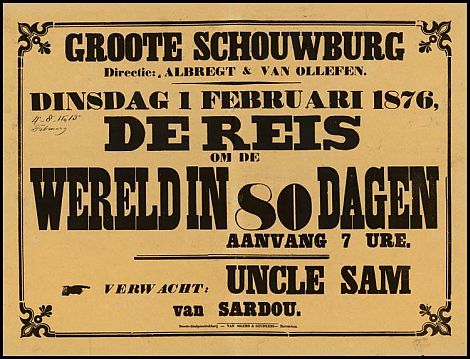 GROOTE SCHOUWBURG
Directie: ALBREGT & VAN OLLEFEN.
DINSDAG 1 FEBRUARI 1876,
DE REIS
OM DE
WERELD IN 80 DAGEN
AANVANG 7 URE.
VERWACHT: UNCLE SAM
van SARDOU.